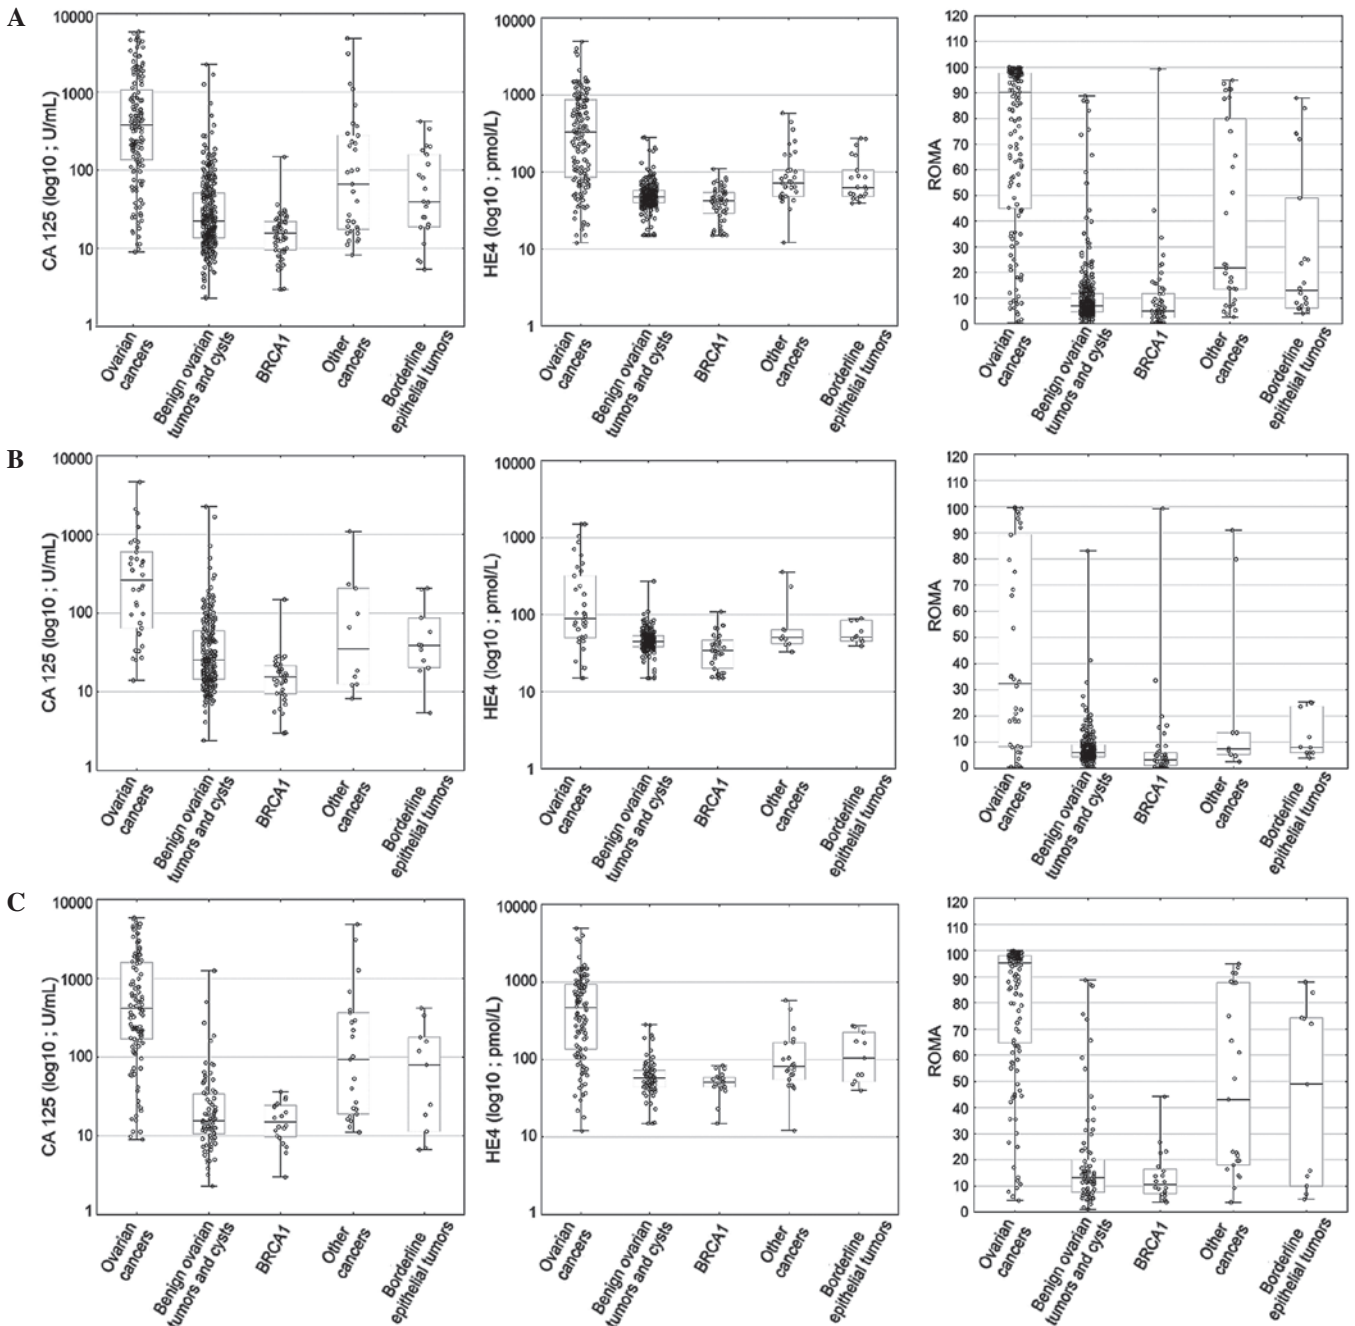 A
CA 125 (log10 ; U/mL)
10000
1000
100
10
1
Ovarian
cancers
Benign ovarian
tumors and cysts
BRCA1
Other
cancers
Borderline
epithelial tumors
HE4 (log10 ; pmol/L)
10000
1000
100
10
1
Ovarian
cancers
Benign ovarian
tumors and cysts
BRCA1
Other
cancers
Borderline
epithelial tumors
ROMA
120
110
100
90
80
70
60
50
40
30
20
10
0
Ovarian
cancers
Benign ovarian
tumors and cysts
BRCA1
Other
cancers
Borderline
epithelial tumors
B
CA 125 (log10 ; U/mL)
10000
1000
100
10
1
Ovarian
cancers
Benign ovarian
tumors and cysts
BRCA1
Other
cancers
Borderline
epithelial tumors
HE4 (log10 ; pmol/L)
10000
1000
100
10
1
Ovarian
cancers
Benign ovarian
tumors and cysts
BRCA1
Other
cancers
Borderline
epithelial tumors
ROMA
120
110
100
90
80
70
60
50
40
30
20
10
0
Ovarian
cancers
Benign ovarian
tumors and cysts
BRCA1
Other
cancers
Borderline
epithelial tumors
C
CA 125 (log10 ; U/mL)
10000
1000
100
10
1
Ovarian
cancers
Benign ovarian
tumors and cysts
BRCA1
Other
cancers
Borderline
epithelial tumors
HE4 (log10 ; pmol/L)
10000
1000
100
10
1
Ovarian
cancers
Benign ovarian
tumors and cysts
BRCA1
Other
cancers
Borderline
epithelial tumors
ROMA
120
110
100
90
80
70
60
50
40
30
20
10
0
Ovarian
cancers
Benign ovarian
tumors and cysts
BRCA1
Other
cancers
Borderline
epithelial tumors